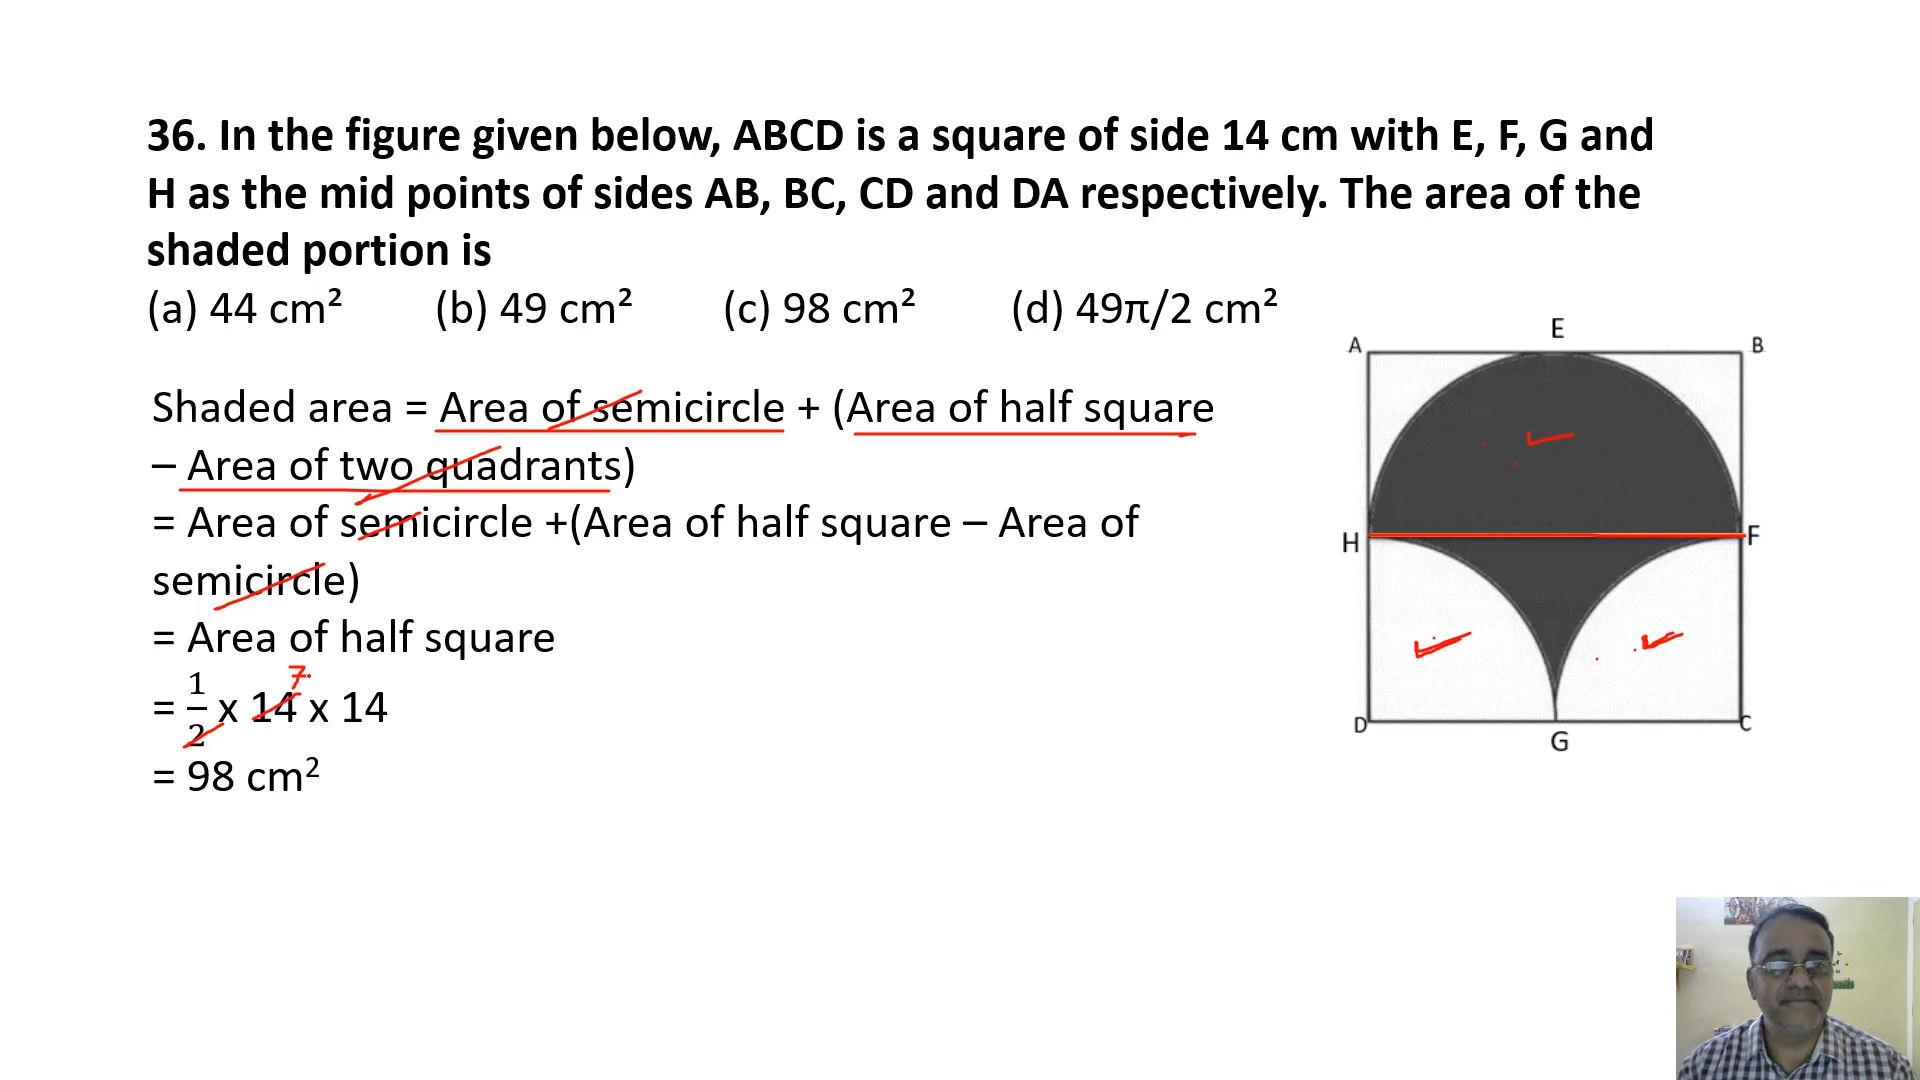 36. In the figure given below, ABCD is a square of side 14 cm with E, F, G and
H as the mid points of sides AB, BC, CD and DA respectively. The area of the
shaded portion is
(a) 44 cm² (b) 49 cm² (c) 98 cm² (d) 49π/2 cm²
Shaded area = Area of semicircle + (Area of half square
– Area of two quadrants)
= Area of semicircle +(Area of half square – Area of
semicircle)
= Area of half square
7
= 1/2 x 14 x 14
= 98 cm²
E
A B
H F
D C
G